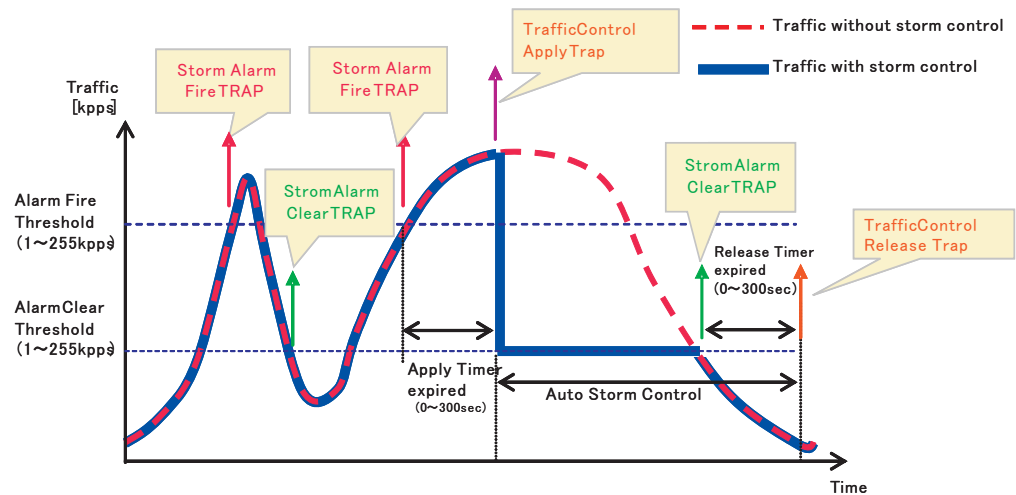 TrafficControl
ApplyTrap
Traffic without storm control
Traffic with storm control
Storm Alarm
FireTRAP
Storm Alarm
FireTRAP
Traffic
[kpps]
StromAlarm
ClearTRAP
StromAlarm
ClearTRAP
Alarm Fire
Threshold
(1～255kpps)
TrafficControl
Release Trap
Release Timer
expired
(0～300sec)
AlarmClear
Threshold
(1～255kpps)
Apply Timer
expired
(0～300sec)
Auto Storm Control
Time